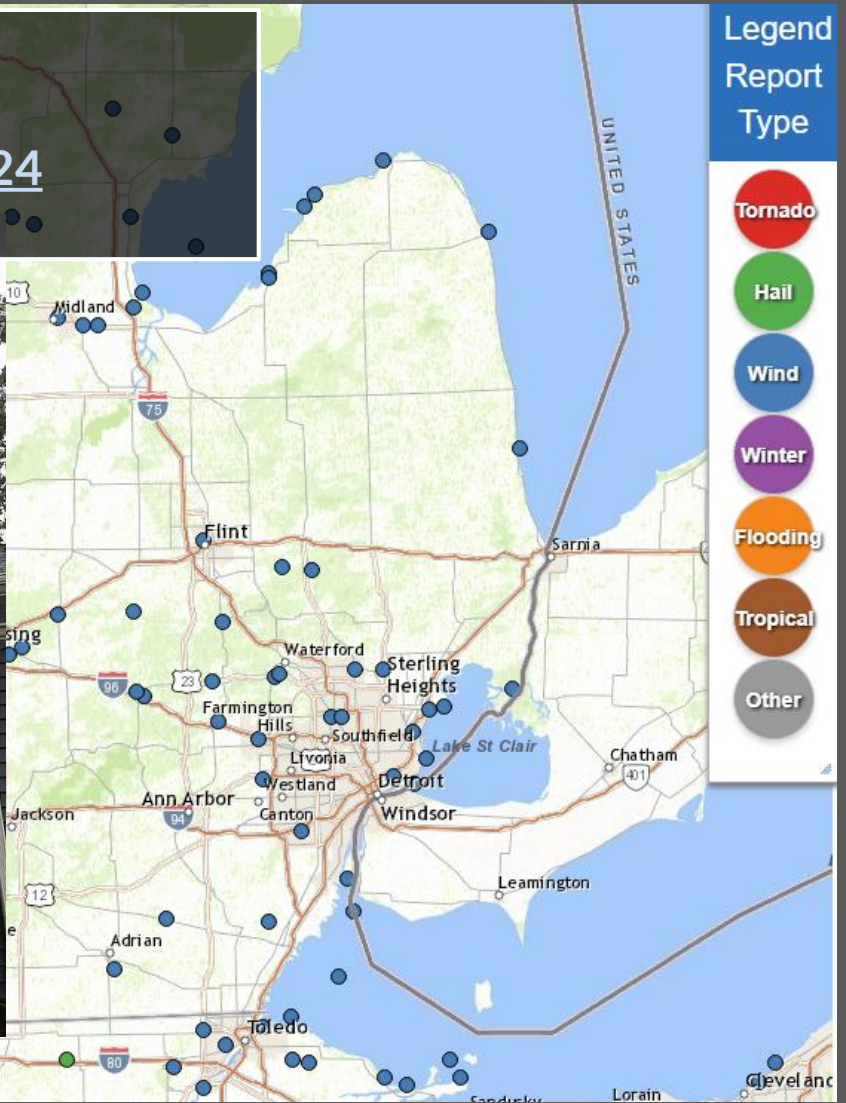 24
UNITED STATES
Legend
Report
Type
Tornado
Hail
Wind
Winter
Flooding
Tropical
Other
10
Midland
75
Flint
Sarnia
sing
Waterford
96
23
Sterling
Heights
Farmington
Hills
Southfield
Lake St Clair
Livonia
Chatham
401
Westland
Detroit
Ann Arbor
Canton
Windsor
Jackson
94
12
Leamington
e
Adrian
Toledo
80
Cleveland
Sandusky
Lorain